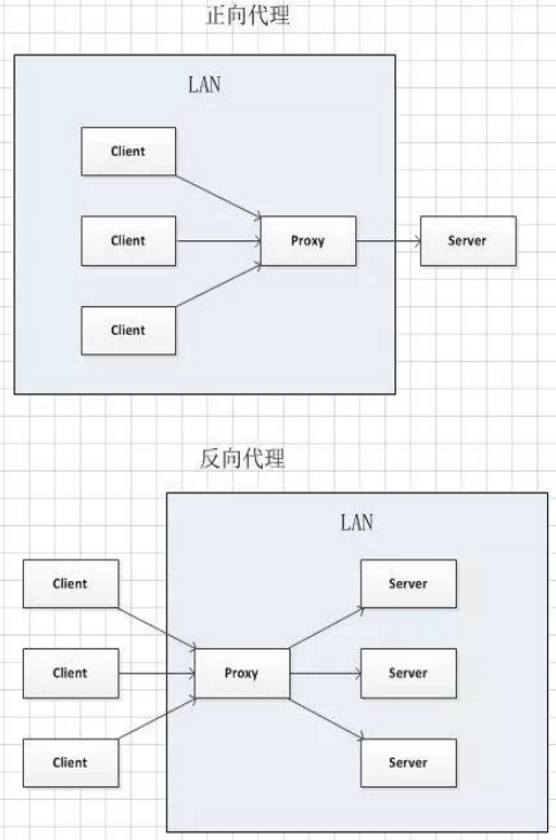 正向代理
LAN
Client
Client
Proxy
Server
Client
反向代理
LAN
Client
Server
Client
Proxy
Server
Client
Server